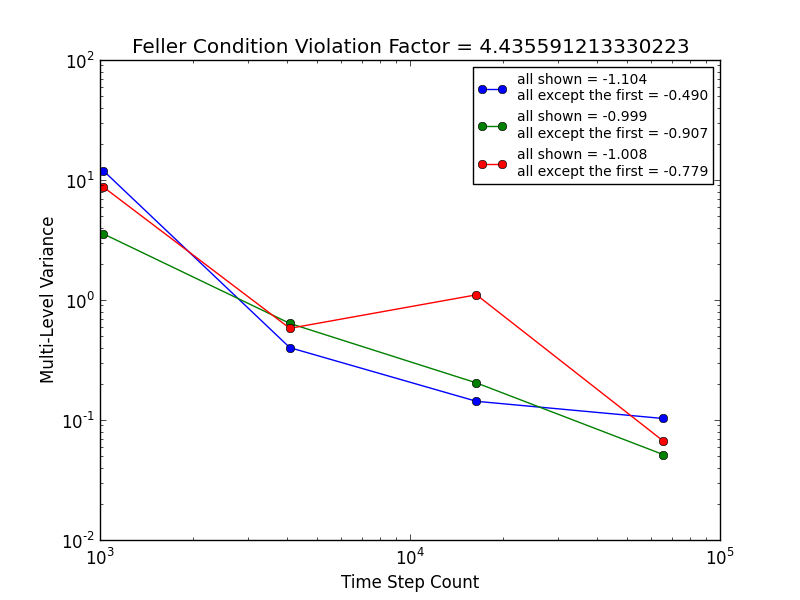 Feller Condition Violation Factor = 4.435591213330223
all shown = -1.104
all except the first = -0.490
all shown = -0.999
all except the first = -0.907
all shown = -1.008
all except the first = -0.779
Multi-Level Variance
10²
10¹
10⁰
10⁻¹
10⁻²
10³
10⁴
10⁵
Time Step Count